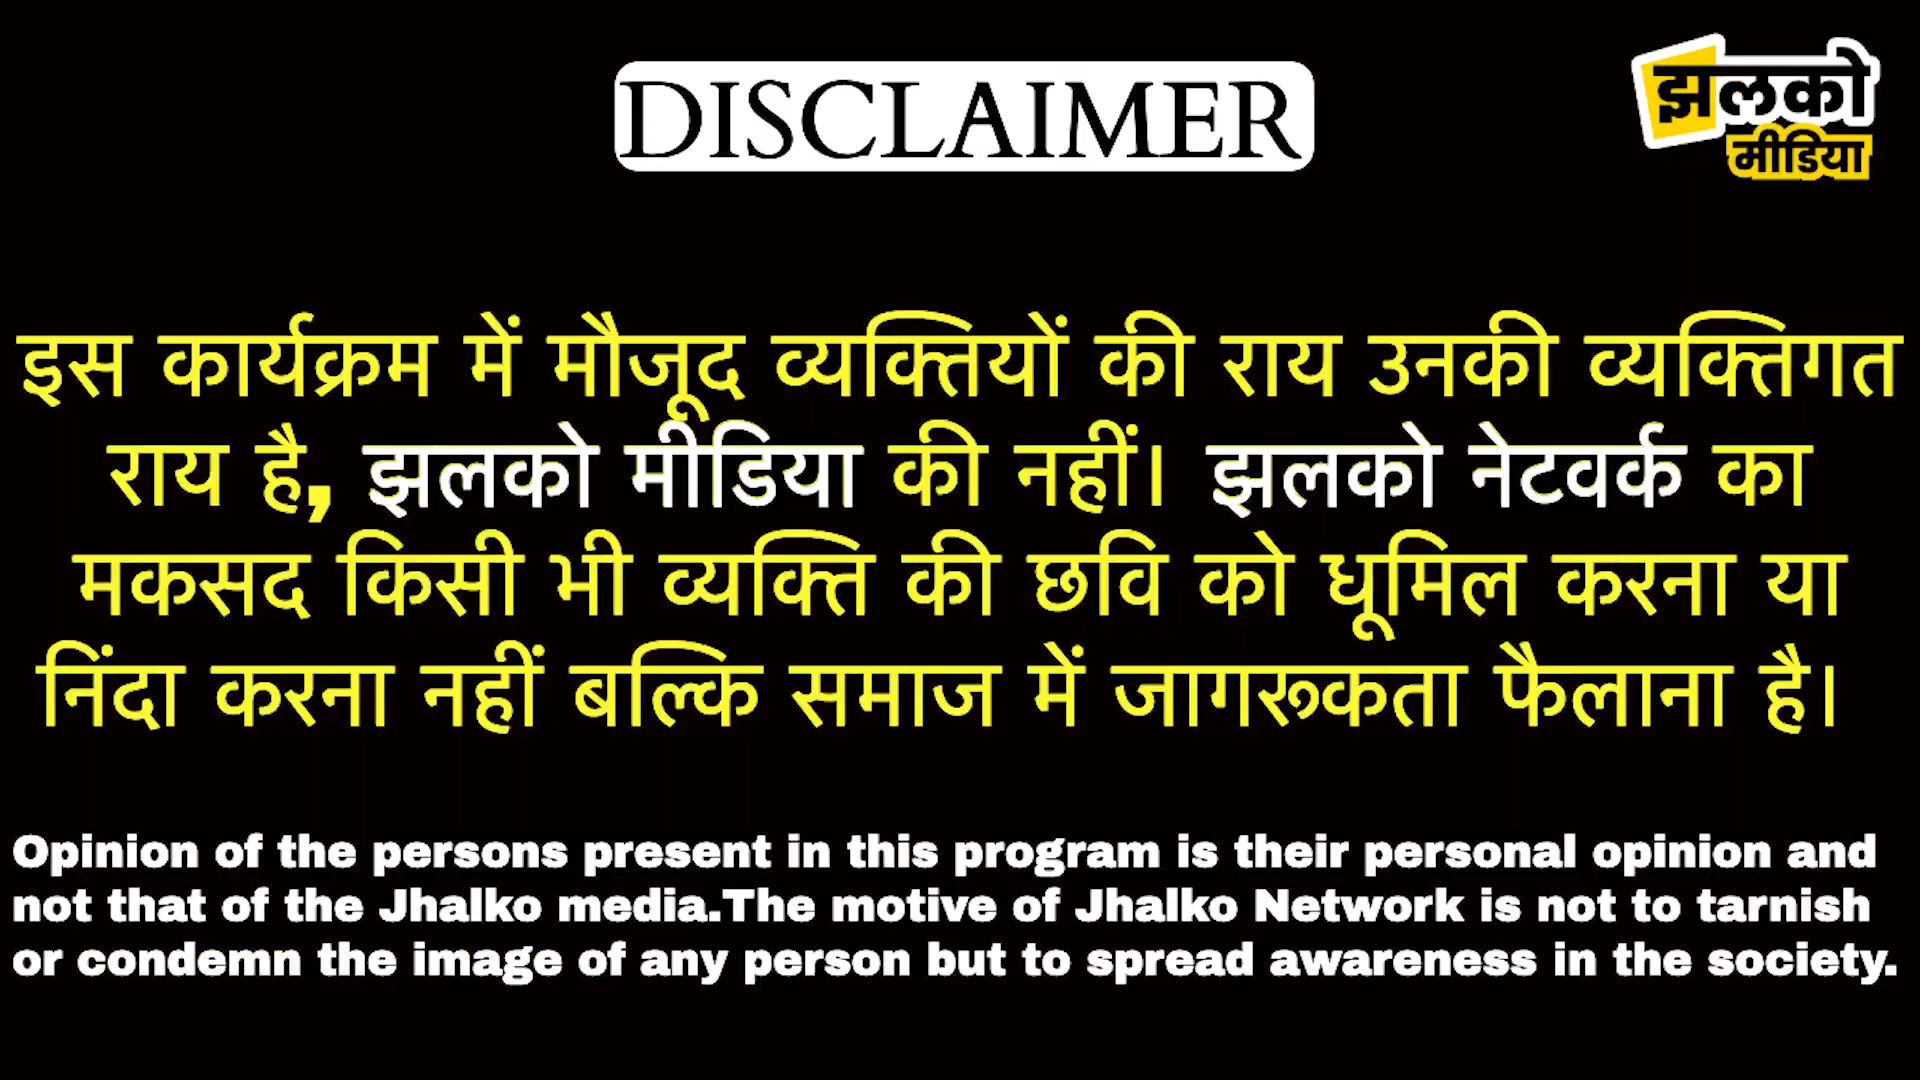 DISCLAIMER
झलको
मीडिया
इस कार्यक्रम में मौजूद व्यक्तियों की राय उनकी व्यक्तिगत
राय है, झलको मीडिया की नहीं। झलको नेटवर्क का
मकसद किसी भी व्यक्ति की छवि को धूमिल करना या
निंदा करना नहीं बल्कि समाज में जागरूकता फैलाना है।
Opinion of the persons present in this program is their personal opinion and
not that of the Jhalko media.The motive of Jhalko Network is not to tarnish
or condemn the image of any person but to spread awareness in the society.